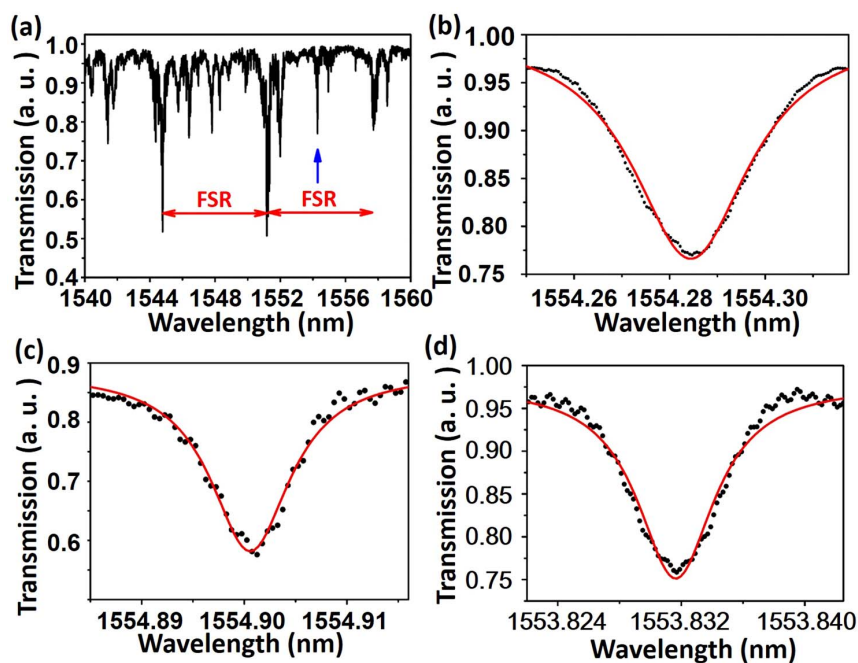 (a)
1.0
0.9
0.8
0.7
0.6
0.5
0.4
FSR
FSR
1540
1544
1548
1552
1556
1560
Wavelength (nm)
Transmission (a. u. )
(b)
1.00
0.95
0.90
0.85
0.80
0.75
1554.26
1554.28
1554.30
Wavelength (nm)
Transmission (a. u. )
(c)
0.9
0.8
0.7
0.6
1554.89
1554.90
1554.91
Wavelength (nm)
Transmission (a. u. )
(d)
1.00
0.95
0.90
0.85
0.80
0.75
1553.824
1553.832
1553.840
Wavelength (nm)
Transmission (a. u. )